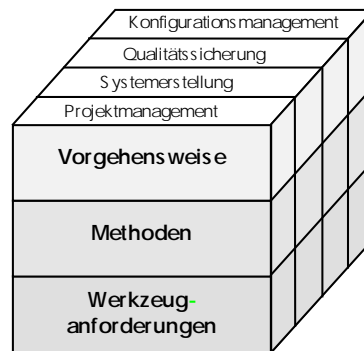 Konfigurationsmanagement
Qualitätssicherung
Systemerstellung
Projektmanagement
Vorgehensweise
Methoden
Werkzeug-
anforderungen